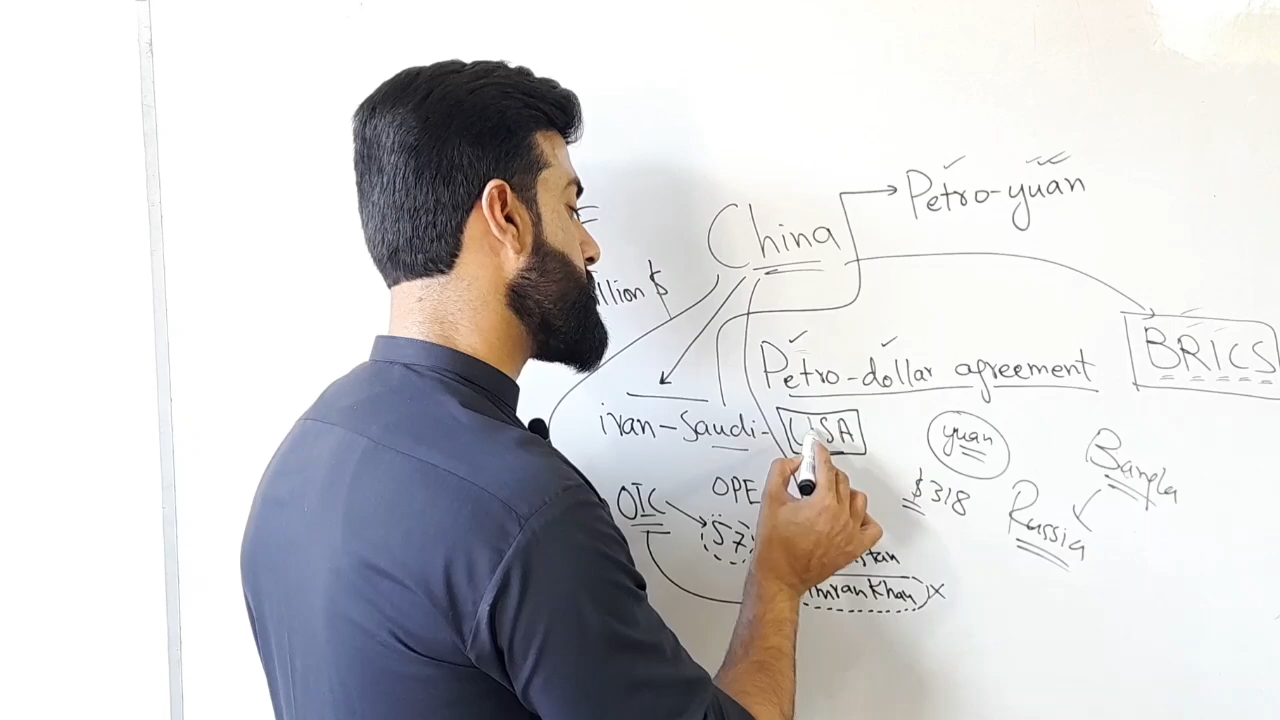 Petro-yuan
China
illion $
BRICS
Petro-dollar agreement
iran-Saudi-USA
yuan
Bangla
OPE
$318
OIC
57
Russia
stan
imran Khan X